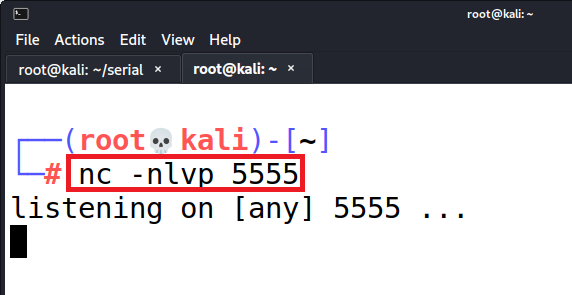 root@kali: ~
File Actions Edit View Help
root@kali: ~/serial × root@kali: ~ ×
┌──(root💀kali)-[~]
└─# nc -nlvp 5555
listening on [any] 5555 ...